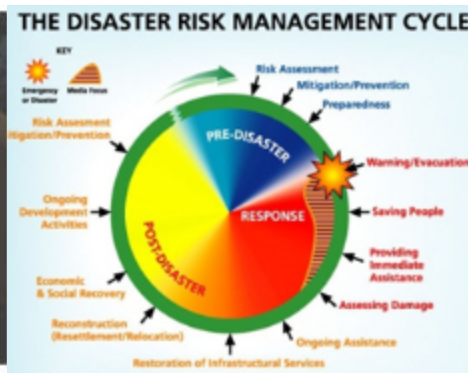 THE DISASTER RISK MANAGEMENT CYCLE
KEY
Emergency
or Disaster
Media Focus
Risk Assessment
Mitigation/Prevention
Preparedness
Warning/Evacuation
Saving People
Providing
Immediate
Assistance
Assessing Damage
Ongoing Assistance
Restoration of Infrastructural Services
Reconstruction
(Resettlement/Relocation)
Economic
& Social Recovery
Ongoing
Development
Activities
Risk Assesment
itigation/Prevention
PRE-DISASTER
RESPONSE
POST-DISASTER